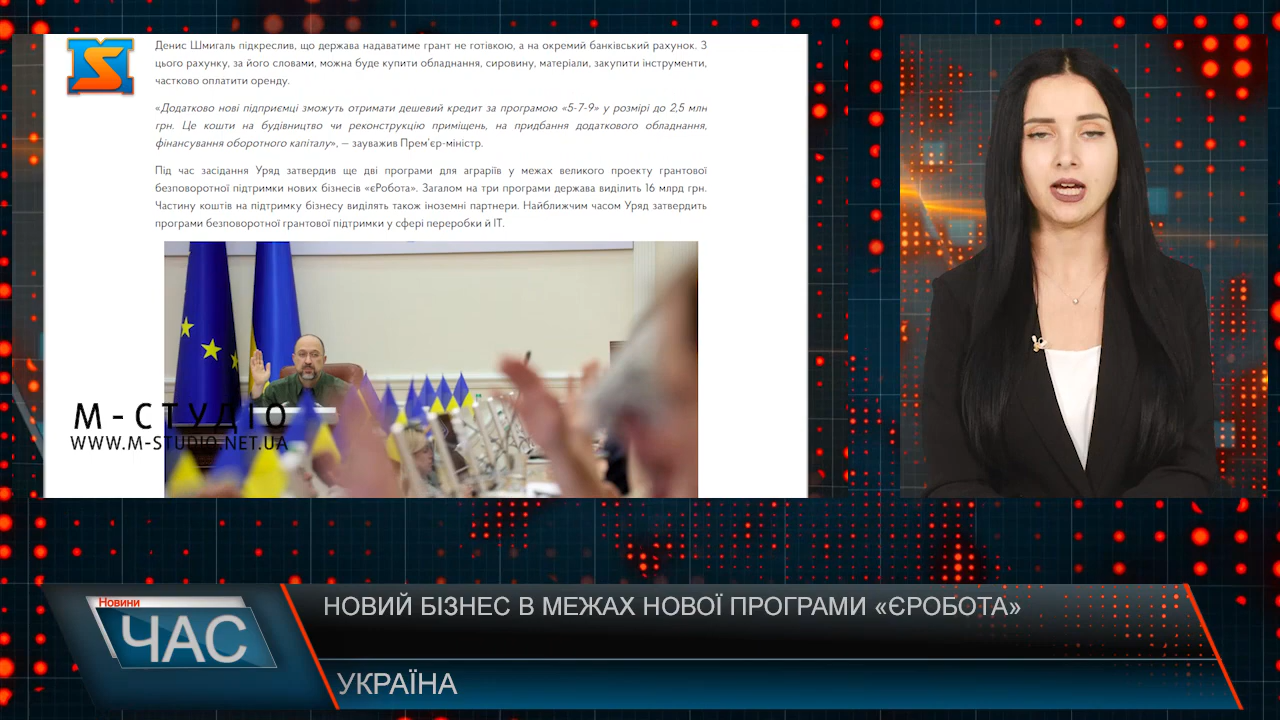 Денис Шмигаль підкреслив, що держава надаватиме грант не готівкою, а на окремий банківський рахунок. З
цього рахунку, за його словами, можна буде купити обладнання, сировину, матеріали, закупити інструменти,
частково оплатити оренду.
«Додатково нові підприємці зможуть отримати дешевий кредит за програмою «5-7-9» у розмірі до 2,5 млн
грн. Це кошти на будівництво чи реконструкцію приміщень, на придбання додаткового обладнання,
фінансування оборотного капіталу», – зауважив Прем`єр-міністр.
Під час засідання Уряд затвердив ще дві програми для аграріїв у межах великого проекту грантової
безповоротної підтримки нових бізнесів «єРобота». Загалом на три програми держава виділить 16 млрд грн.
Частину коштів на підтримку бізнесу виділять також іноземні партнери. Найближчим часом Уряд затвердить
програми безповоротної грантової підтримки у сфері переробки й ІТ.
М-СТУДІО
WWW.M-STUDIO.NET.UA
Новини
ЧАС
НОВИЙ БІЗНЕС В МЕЖАХ НОВОЇ ПРОГРАМИ «ЄРОБОТА»
УКРАЇНА